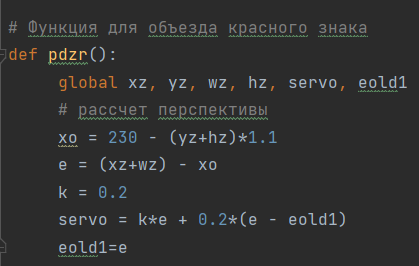 # Функция для объезда красного знака
def pdzr():
    global xz, yz, wz, hz, servo, eold1
    # рассчет перспективы
    xo = 230 - (yz+hz)*1.1
    e = (xz+wz) - xo
    k = 0.2
    servo = k*e + 0.2*(e - eold1)
    eold1=e